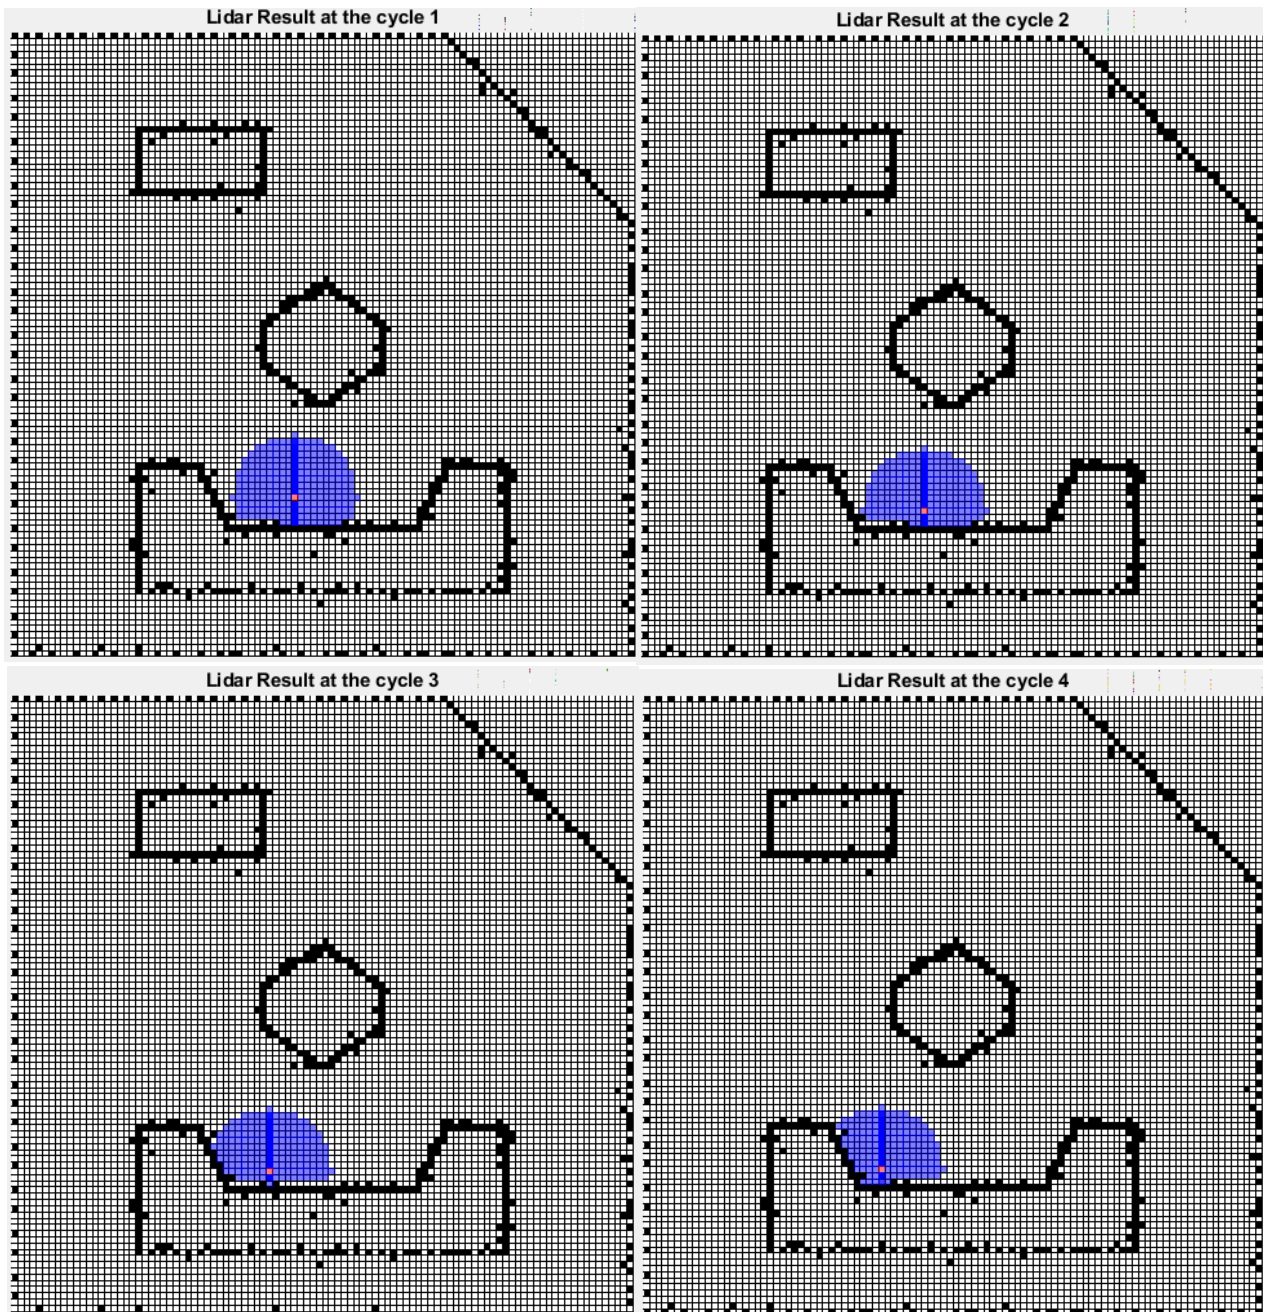 Lidar Result at the cycle 1
Lidar Result at the cycle 2
Lidar Result at the cycle 3
Lidar Result at the cycle 4